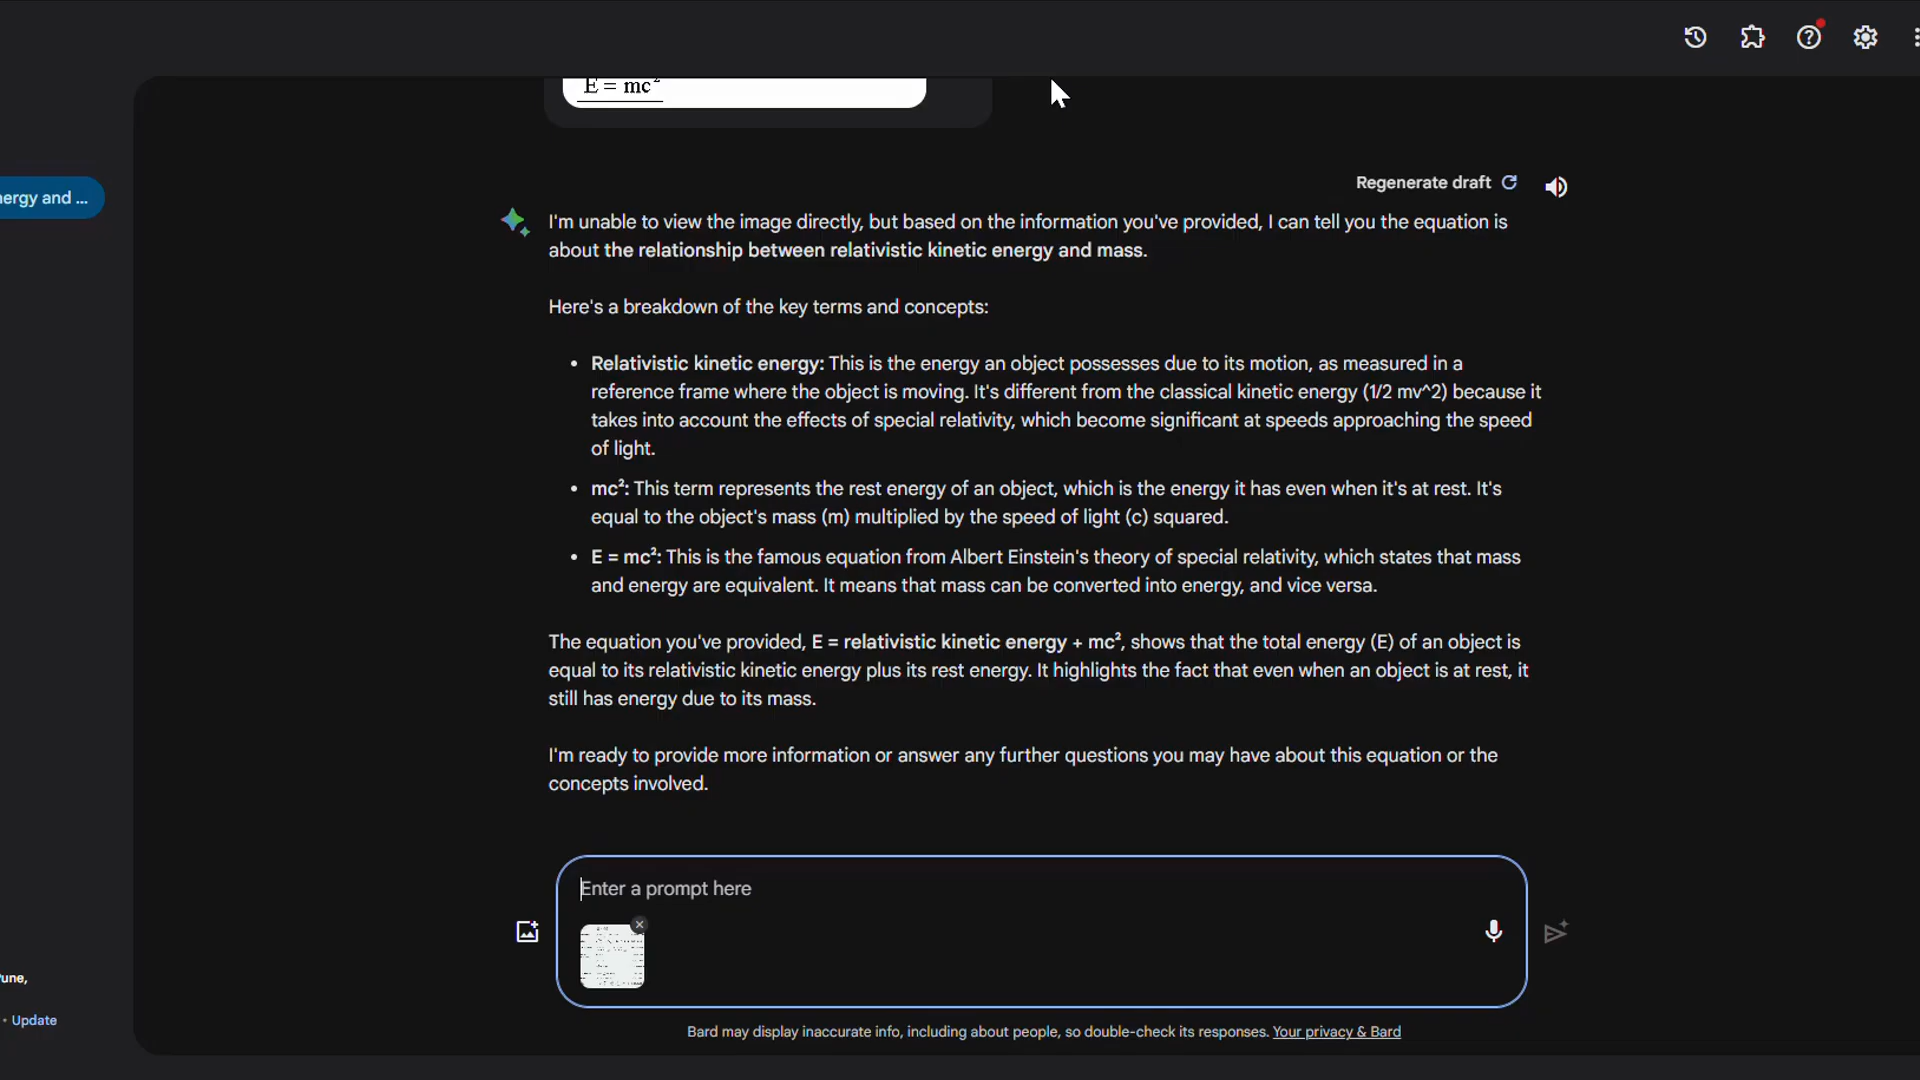 E = mc²
Regenerate draft
ergy and ...
I'm unable to view the image directly, but based on the information you've provided, I can tell you the equation is
about the relationship between relativistic kinetic energy and mass.
Here's a breakdown of the key terms and concepts:
• Relativistic kinetic energy: This is the energy an object possesses due to its motion, as measured in a
reference frame where the object is moving. It's different from the classical kinetic energy (1/2 mv^2) because it
takes into account the effects of special relativity, which become significant at speeds approaching the speed
of light.
• mc²: This term represents the rest energy of an object, which is the energy it has even when it's at rest. It's
equal to the object's mass (m) multiplied by the speed of light (c) squared.
• E = mc²: This is the famous equation from Albert Einstein's theory of special relativity, which states that mass
and energy are equivalent. It means that mass can be converted into energy, and vice versa.
The equation you've provided, E = relativistic kinetic energy + mc², shows that the total energy (E) of an object is
equal to its relativistic kinetic energy plus its rest energy. It highlights the fact that even when an object is at rest, it
still has energy due to its mass.
I'm ready to provide more information or answer any further questions you may have about this equation or the
concepts involved.
Enter a prompt here
une,
• Update
Bard may display inaccurate info, including about people, so double-check its responses. Your privacy & Bard